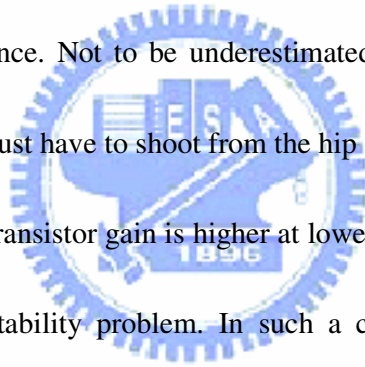 nce. Not to be underestimated
ust have to shoot from the hip
ransistor gain is higher at lowe
E S A
1896
tability problem. In such a c